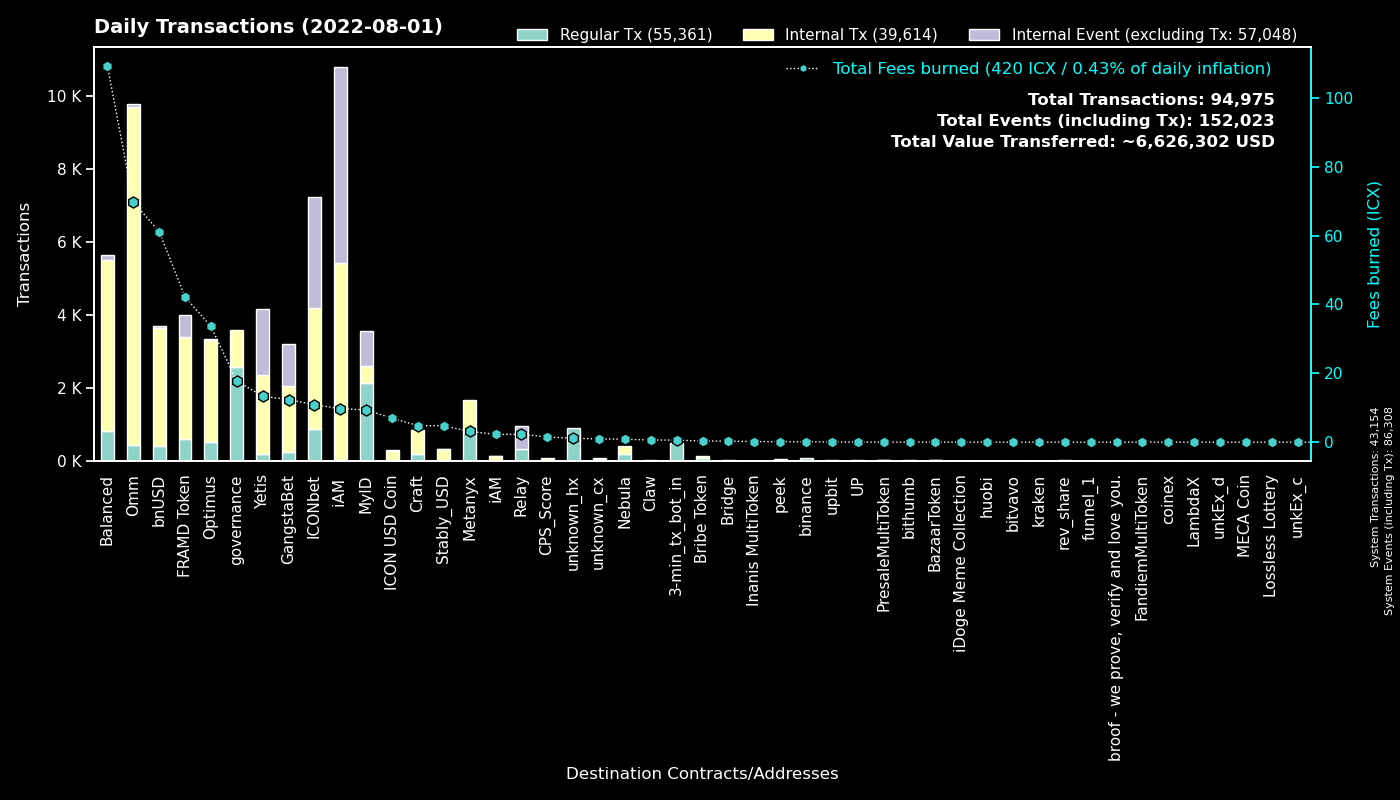 Daily Transactions (2022-08-01)
Regular Tx (55,361)
Internal Tx (39,614)
Internal Event (excluding Tx: 57,048)
Total Fees burned (420 ICX / 0.43% of daily inflation)
Total Transactions: 94,975
Total Events (including Tx): 152,023
Total Value Transferred: ~6,626,302 USD
Transactions
10 K
8 K
6 K
4 K
2 K
0 K
100
80
60
40
20
0
Fees burned (ICX)
System Transactions: 43,154
System Events (including Tx): 86,308
Balanced
Omm
bnUSD
FRAMD Token
Optimus
governance
Yetis
GangstaBet
ICONbet
iAM
MyID
ICON USD Coin
Craft
Stably_USD
Metanyx
iAM
Relay
CPS_Score
unknown_hx
unknown_cx
Nebula
Claw
3-min_tx_bot_in
Bribe Token
Bridge
Inanis MultiToken
peek
binance
upbit
UP
PresaleMultiToken
bithumb
BazaarToken
iDoge Meme Collection
huobi
bitvavo
kraken
rev_share
funnel_1
broof - we prove, verify and love you.
FandiemMultiToken
coinex
LambdaX
unkEx_d
MECA Coin
Lossless Lottery
unkEx_c
Destination Contracts/Addresses